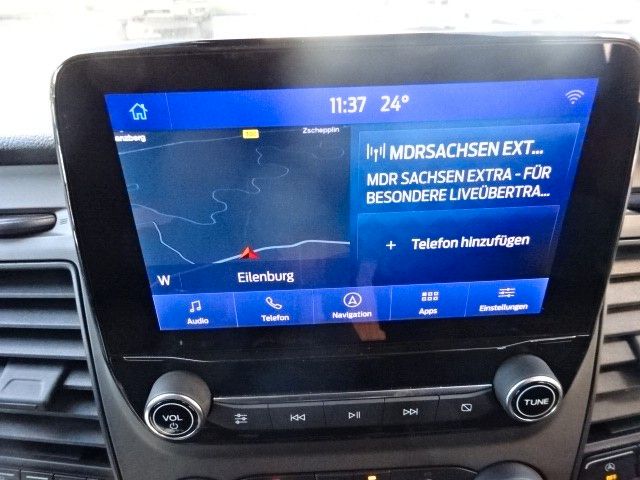 11:37 24°
enzberg
Zschepplin
MDRSACHSEN EXT...
MDR SACHSEN EXTRA - FÜR
BESONDERE LIVEÜBERTRA...
+ Telefon hinzufügen
W
Eilenburg
Audio
Telefon
Navigation
Apps
Einstellungen
VOL
TUNE